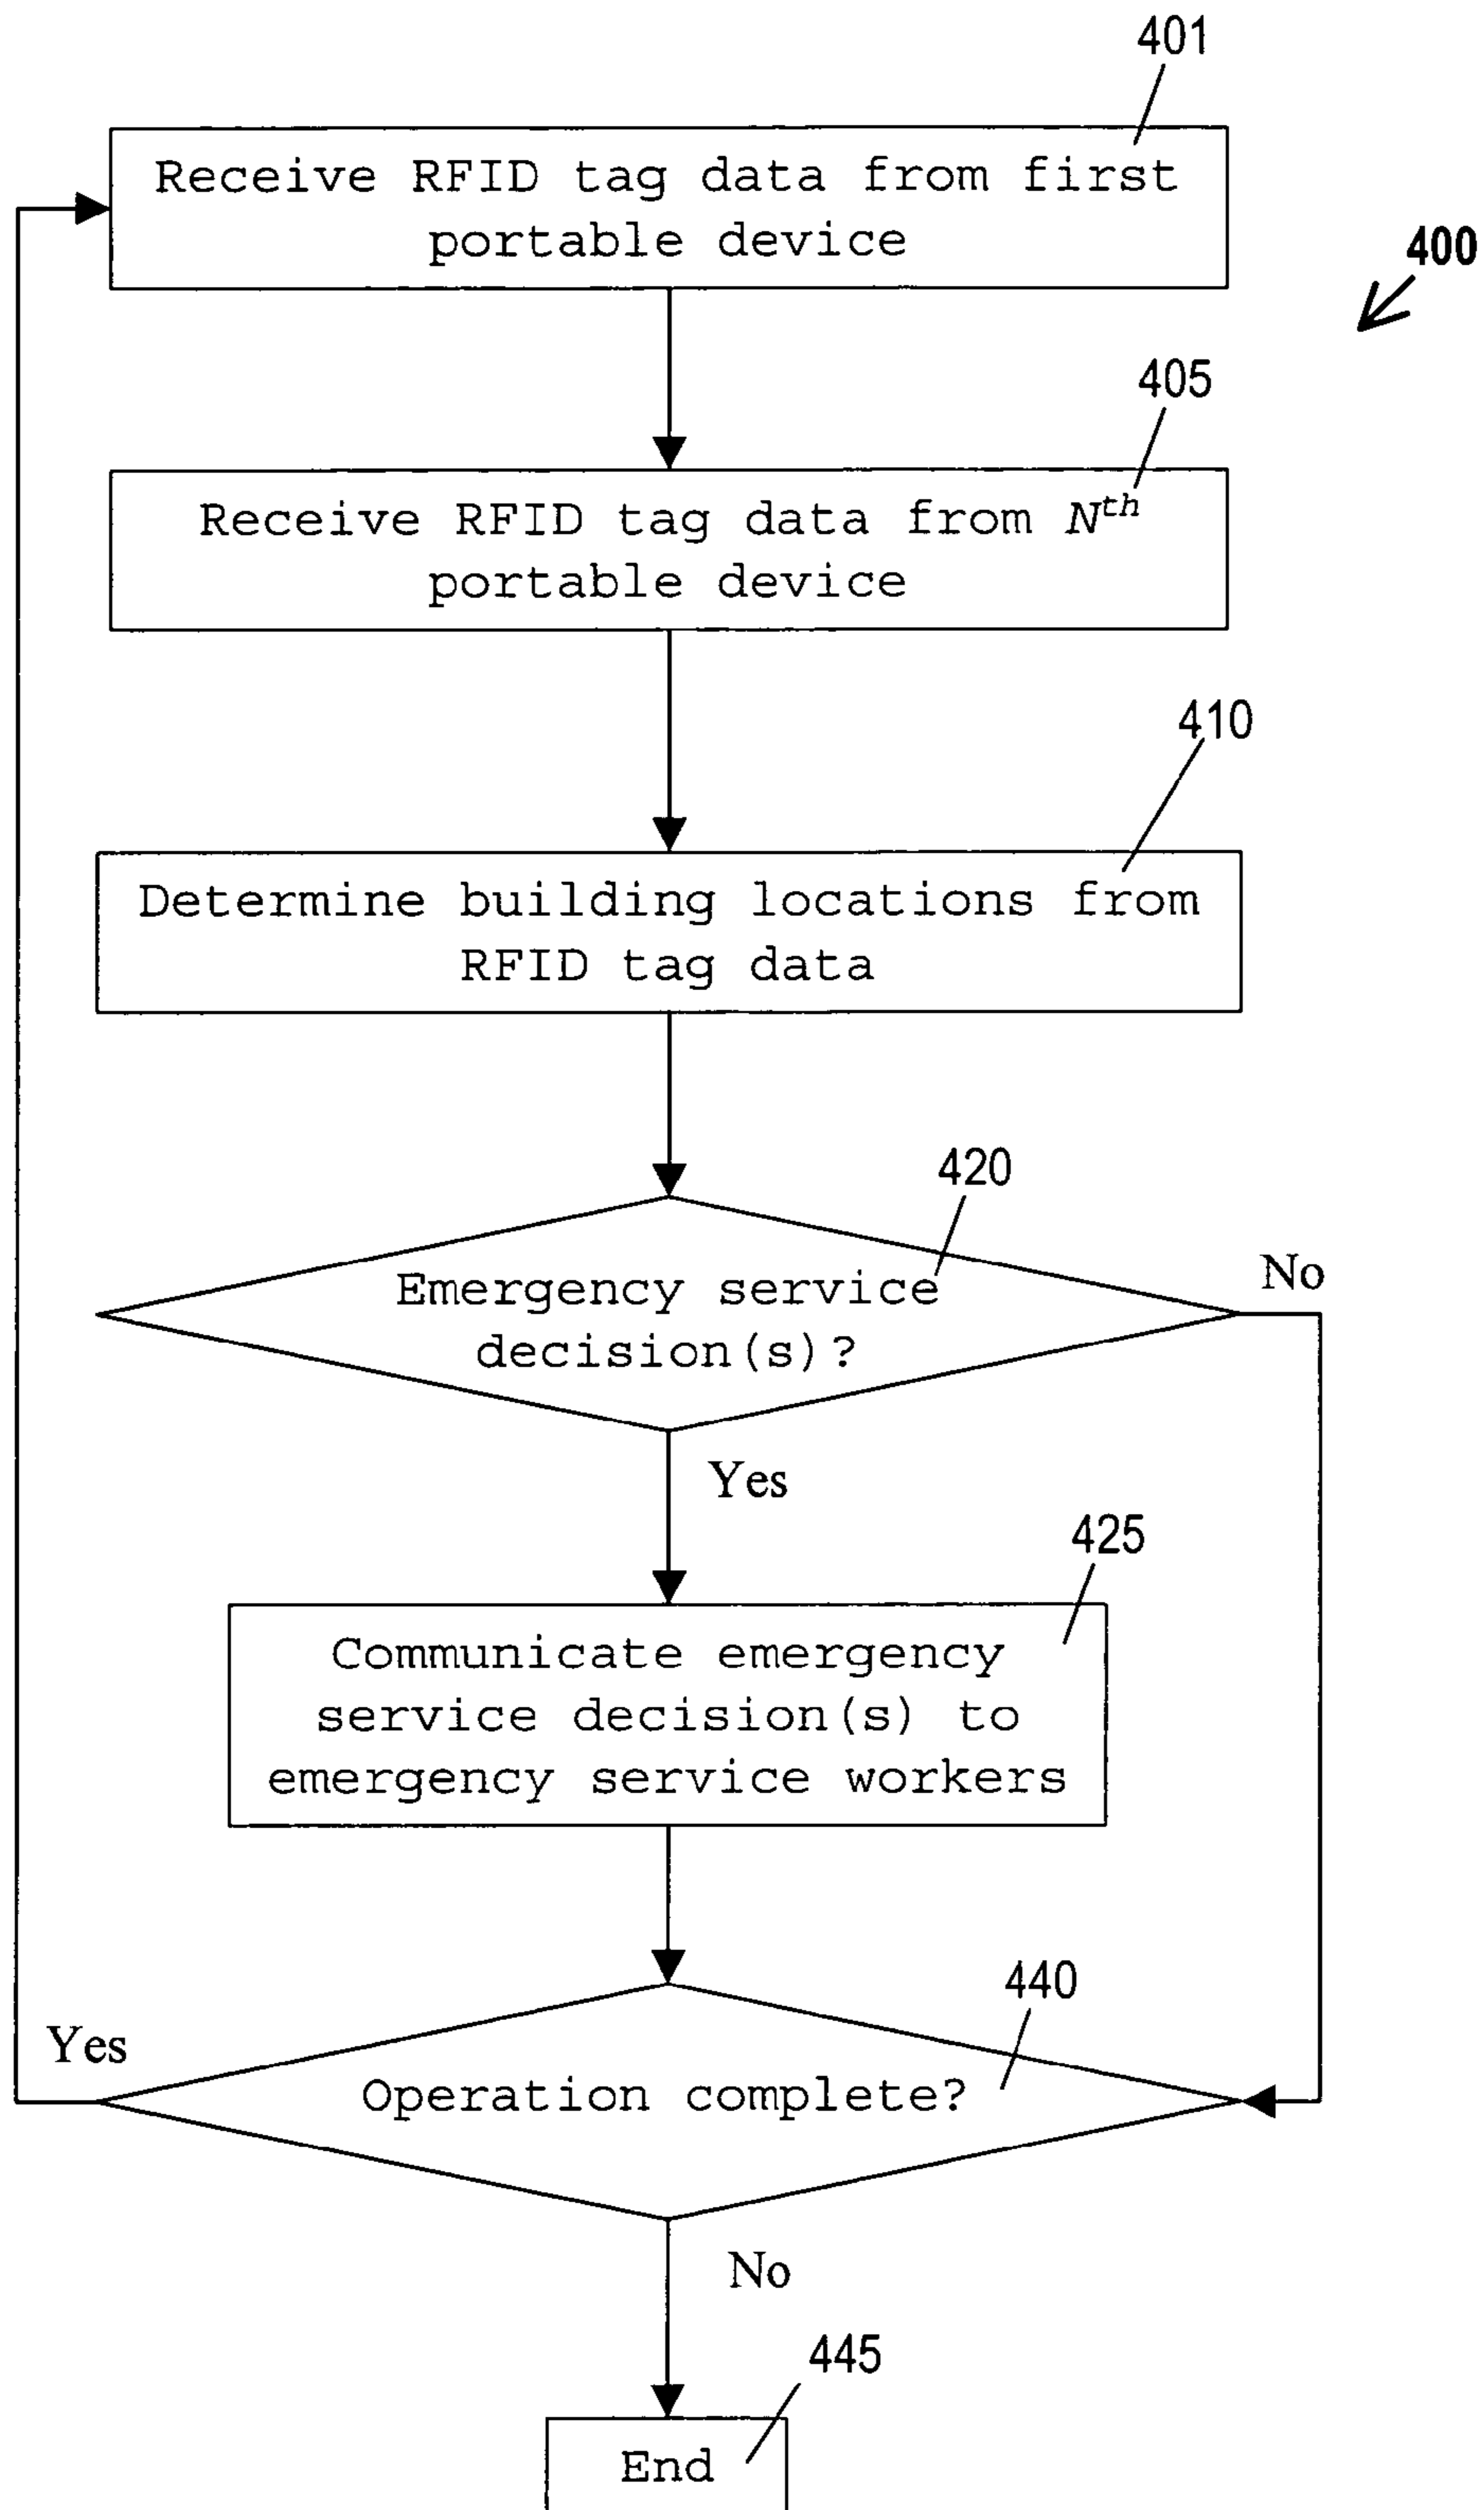 401
Receive RFID tag data from first
portable device
400
405
Receive RFID tag data from Nth
portable device
410
Determine building locations from
RFID tag data
420
Emergency service
decision(s)?
No
Yes
425
Communicate emergency
service decision(s) to
emergency service workers
440
Yes
Operation complete?
No
445
End